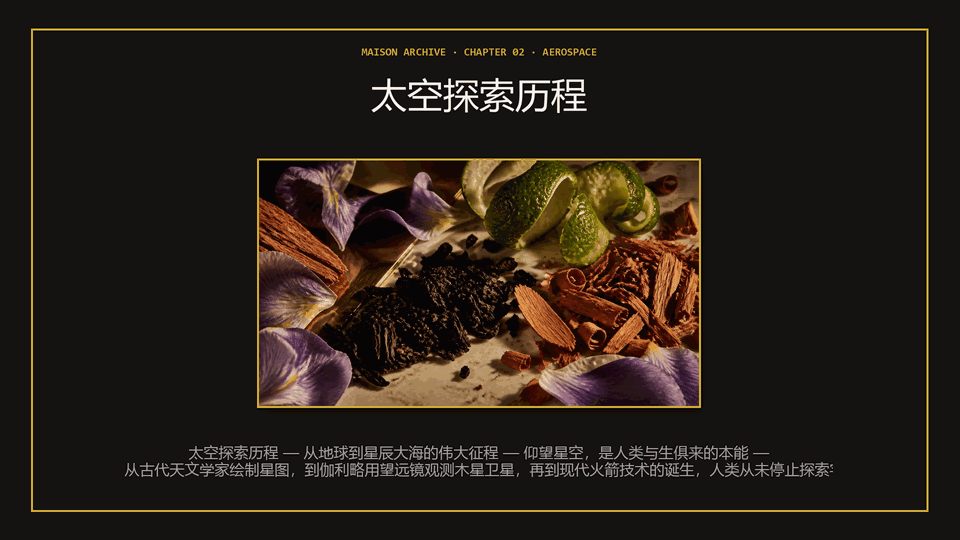 MAISON ARCHIVE · CHAPTER 02 · AEROSPACE
太空探索历程
太空探索历程 — 从地球到星辰大海的伟大征程 — 仰望星空，是人类与生俱来的本能 —
从古代天文学家绘制星图，到伽利略用望远镜观测木星卫星，再到现代火箭技术的诞生，人类从未停止探索